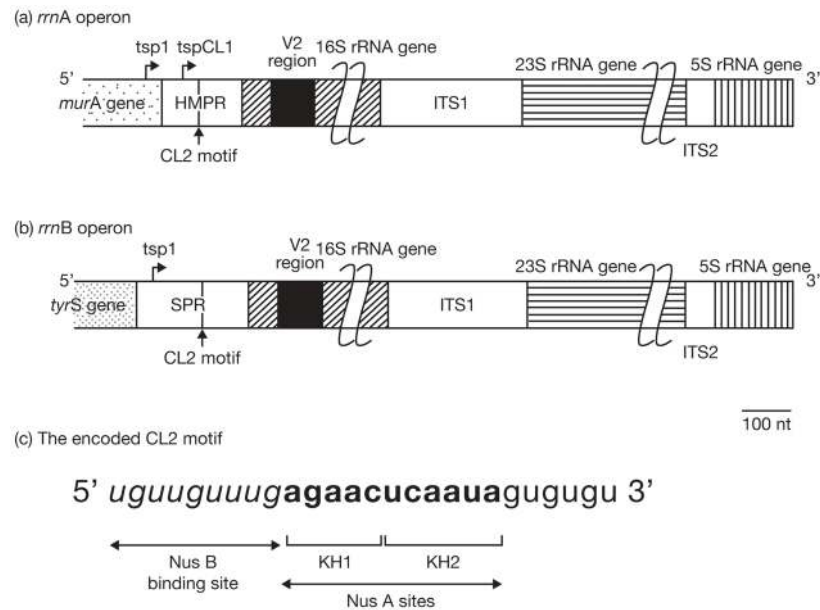 (a) rrnA operon
tsp1 tspCL1 V2 region 16S rRNA gene 23S rRNA gene 5S rRNA gene
5’ murA gene HMPR ITS1 3’
CL2 motif ITS2
(b) rrnB operon
tsp1 V2 region 16S rRNA gene 23S rRNA gene 5S rRNA gene
5’ tyrS gene SPR ITS1 3’
CL2 motif ITS2
100 nt
(c) The encoded CL2 motif
5’ uguuguuugagaacucaauagugugu 3’
Nus B binding site KH1 KH2
Nus A sites